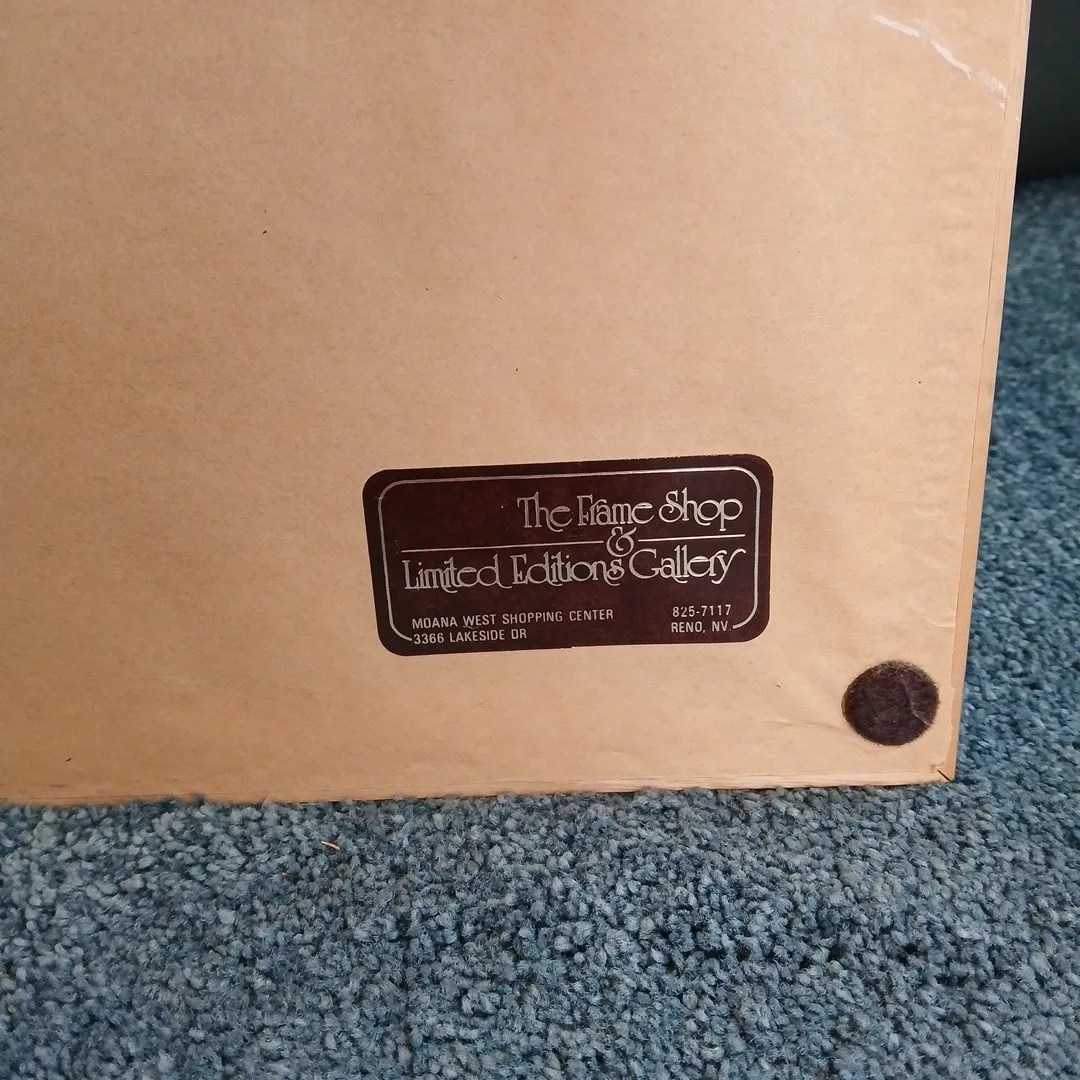 The Frame Shop
&
Limited Editions Gallery
MOANA WEST SHOPPING CENTER 825-7117
3366 LAKESIDE DR RENO, NV.